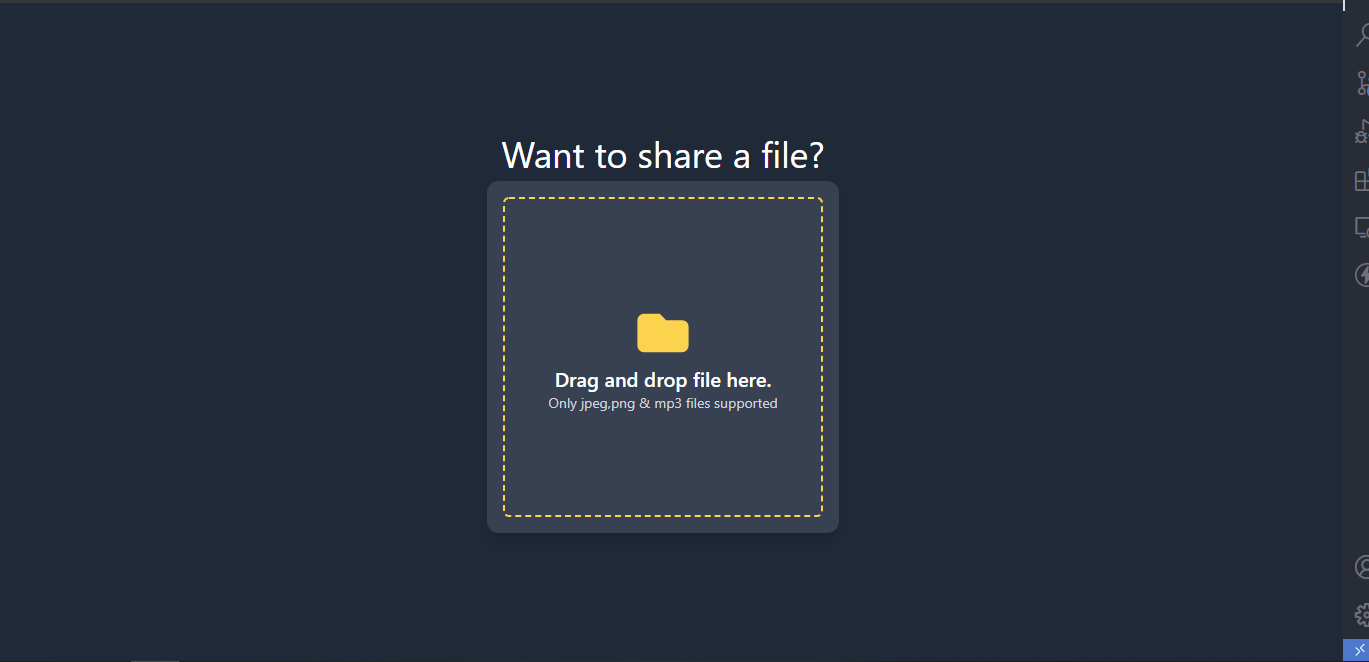 Want to share a file?
Drag and drop file here.
Only jpeg,png & mp3 files supported